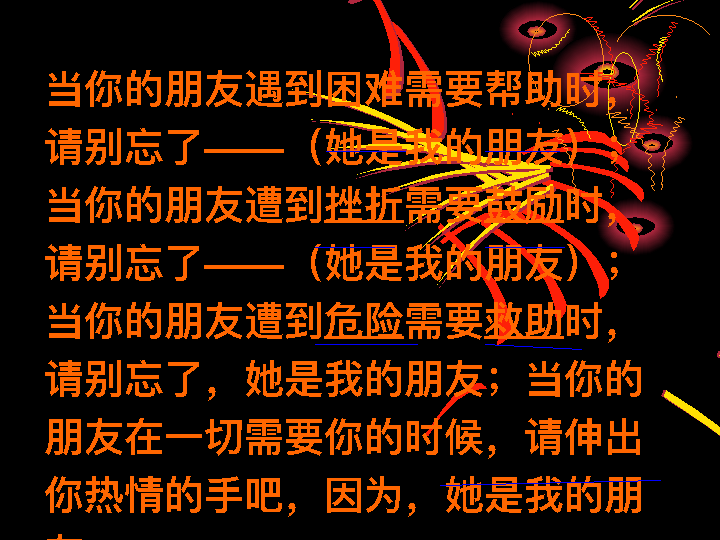 当你的朋友遇到困难需要帮助时，
请别忘了——（她是我的朋友）；
当你的朋友遭到挫折需要鼓励时，
请别忘了——（她是我的朋友）；
当你的朋友遭到危险需要救助时，
请别忘了，她是我的朋友；当你的
朋友在一切需要你的时候，请伸出
你热情的手吧，因为，她是我的朋